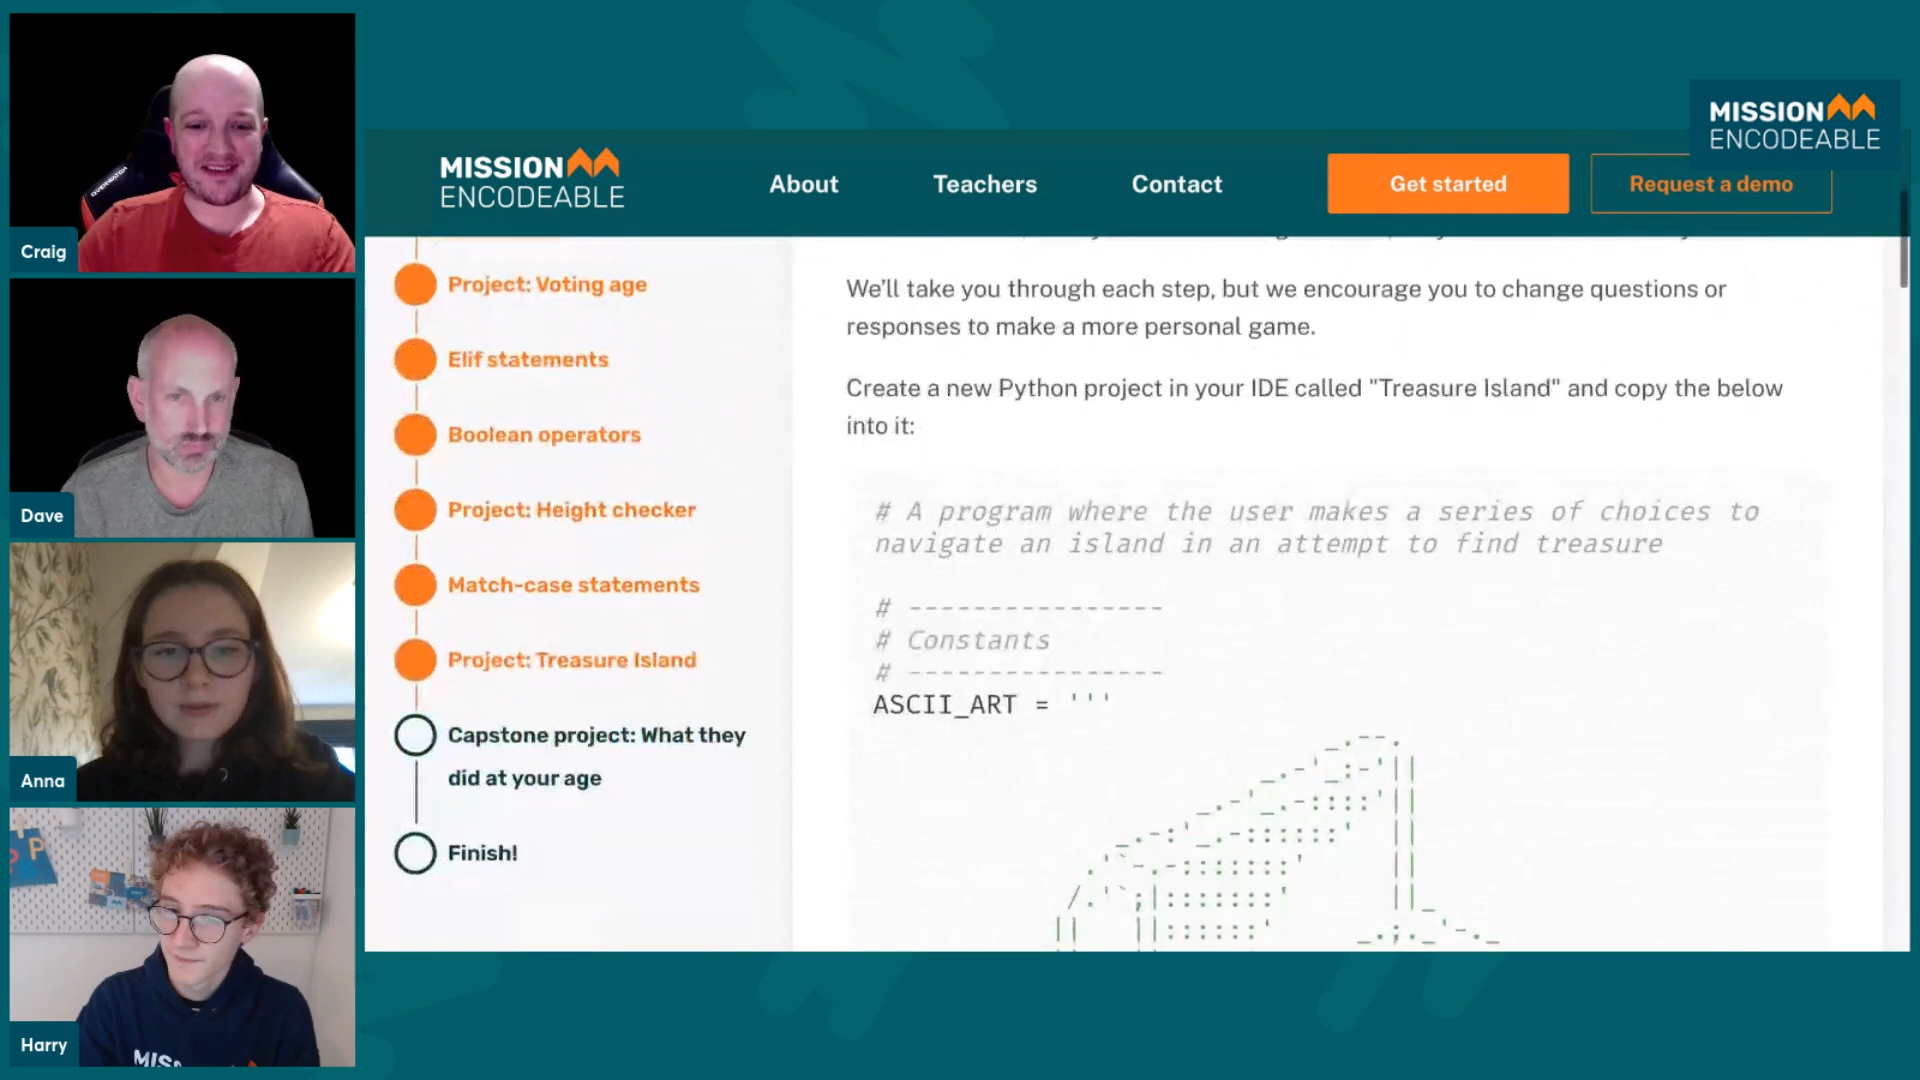 Craig
Dave
Anna
Harry
MISSION
ENCODEABLE
About
Teachers
Contact
Get started
Request a demo
MISSION
ENCODEABLE
Project: Voting age
Elif statements
Boolean operators
Project: Height checker
Match-case statements
Project: Treasure Island
Capstone project: What they
did at your age
Finish!
We'll take you through each step, but we encourage you to change questions or
responses to make a more personal game.
Create a new Python project in your IDE called "Treasure Island" and copy the below
into it:
# A program where the user makes a series of choices to
navigate an island in an attempt to find treasure
# ----------------
# Constants
# ----------------
ASCII_ART = '''